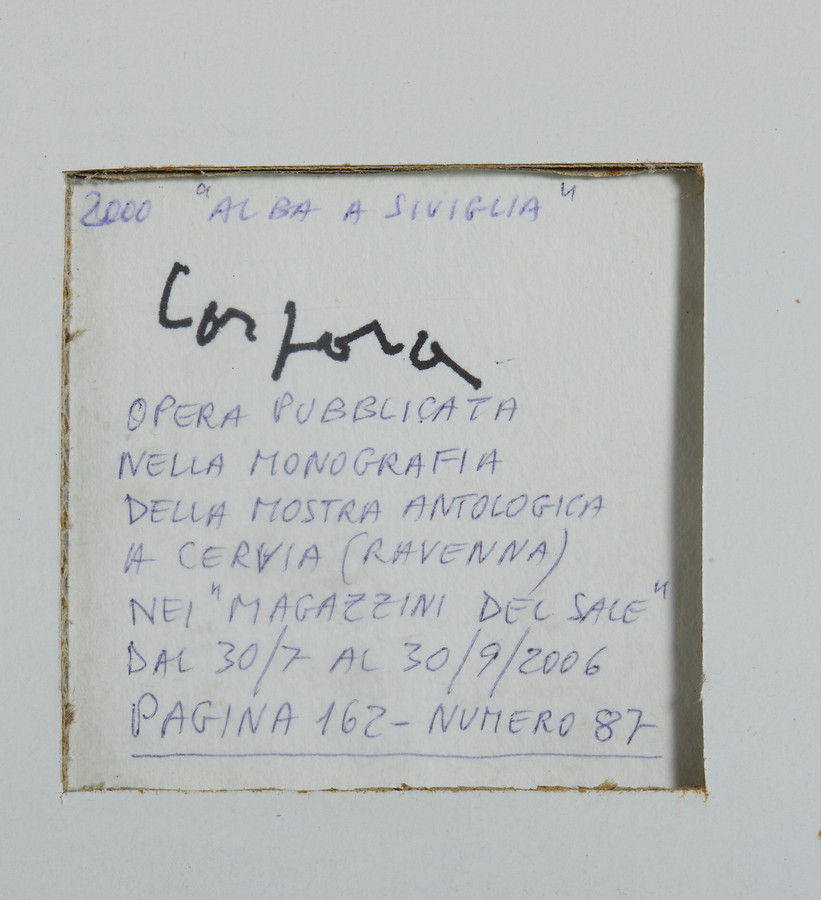 2000 "ALBA A SIVIGLIA"
Corpora
OPERA PUBBLICATA
NELLA MONOGRAFIA
DELLA MOSTRA ANTOLOGICA
A CERVIA (RAVENNA)
NEI "MAGAZZINI DEL SALE"
DAL 30/7 AL 30/9/2006
PAGINA 162 - NUMERO 87